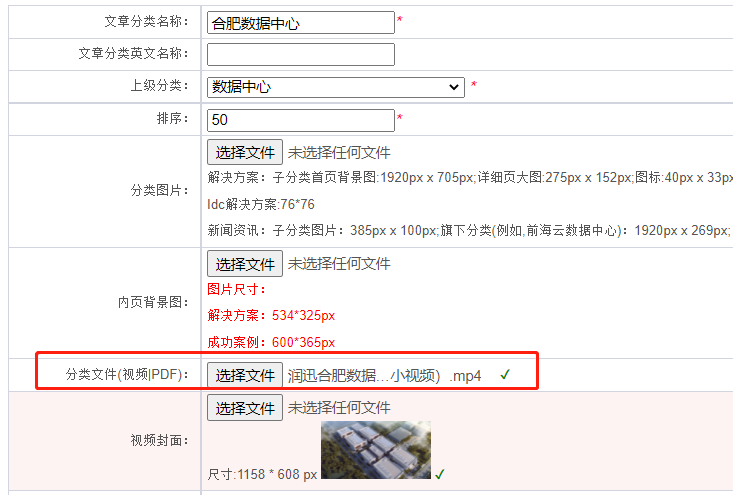 文章分类名称： 合肥数据中心 *
文章分类英文名称：
上级分类： 数据中心 *
排序： 50 *
选择文件 未选择任何文件
分类图片： 解决方案：子分类首页背景图:1920px x 705px;详细页大图:275px x 152px;图标:40px x 33px
Idc解决方案:76*76
新闻资讯：子分类图片：385px x 100px;旗下分类(例如,前海云数据中心)：1920px x 269px;
选择文件 未选择任何文件
图片尺寸：
内页背景图： 解决方案：534*325px
成功案例：600*365px
分类文件(视频|PDF)： 选择文件 润迅合肥数据...小视频）.mp4 ✓
选择文件 未选择任何文件
视频封面：
尺寸:1158 * 608 px ✓